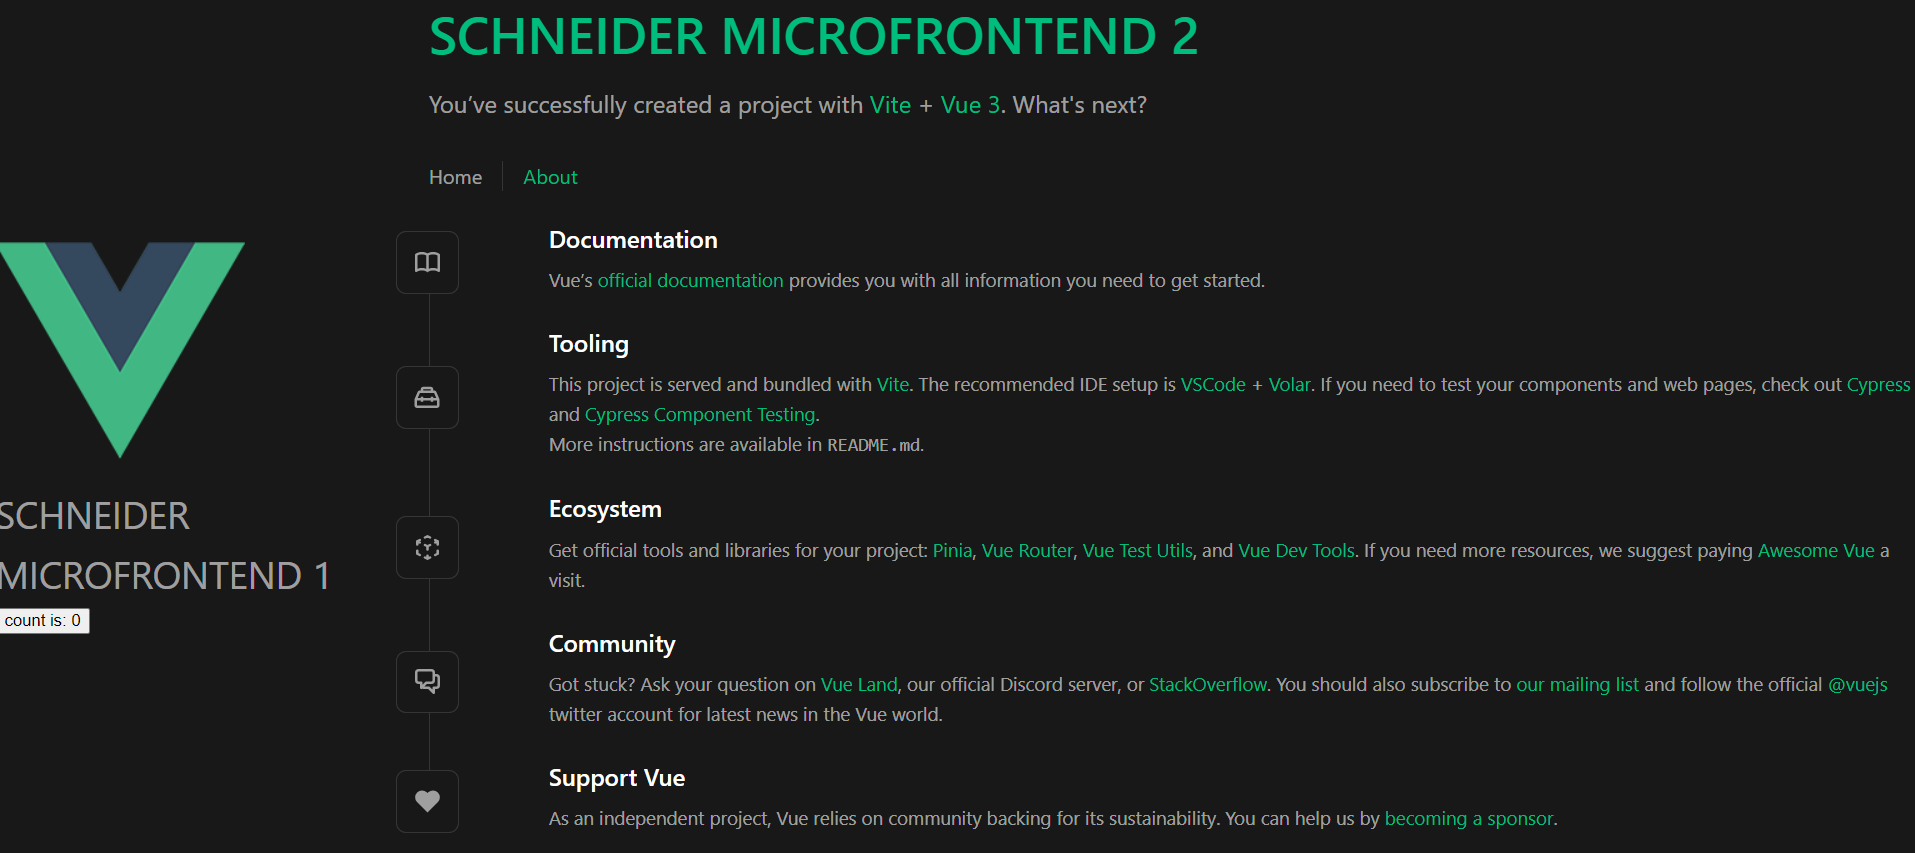 SCHNEIDER MICROFRONTEND 2
You’ve successfully created a project with Vite + Vue 3. What's next?
Home
About
SCHNEIDER
MICROFRONTEND 1
count is: 0
Documentation
Vue’s official documentation provides you with all information you need to get started.
Tooling
This project is served and bundled with Vite. The recommended IDE setup is VSCode + Volar. If you need to test your components and web pages, check out Cypress
and Cypress Component Testing.
More instructions are available in README.md.
Ecosystem
Get official tools and libraries for your project: Pinia, Vue Router, Vue Test Utils, and Vue Dev Tools. If you need more resources, we suggest paying Awesome Vue a
visit.
Community
Got stuck? Ask your question on Vue Land, our official Discord server, or StackOverflow. You should also subscribe to our mailing list and follow the official @vuejs
twitter account for latest news in the Vue world.
Support Vue
As an independent project, Vue relies on community backing for its sustainability. You can help us by becoming a sponsor.